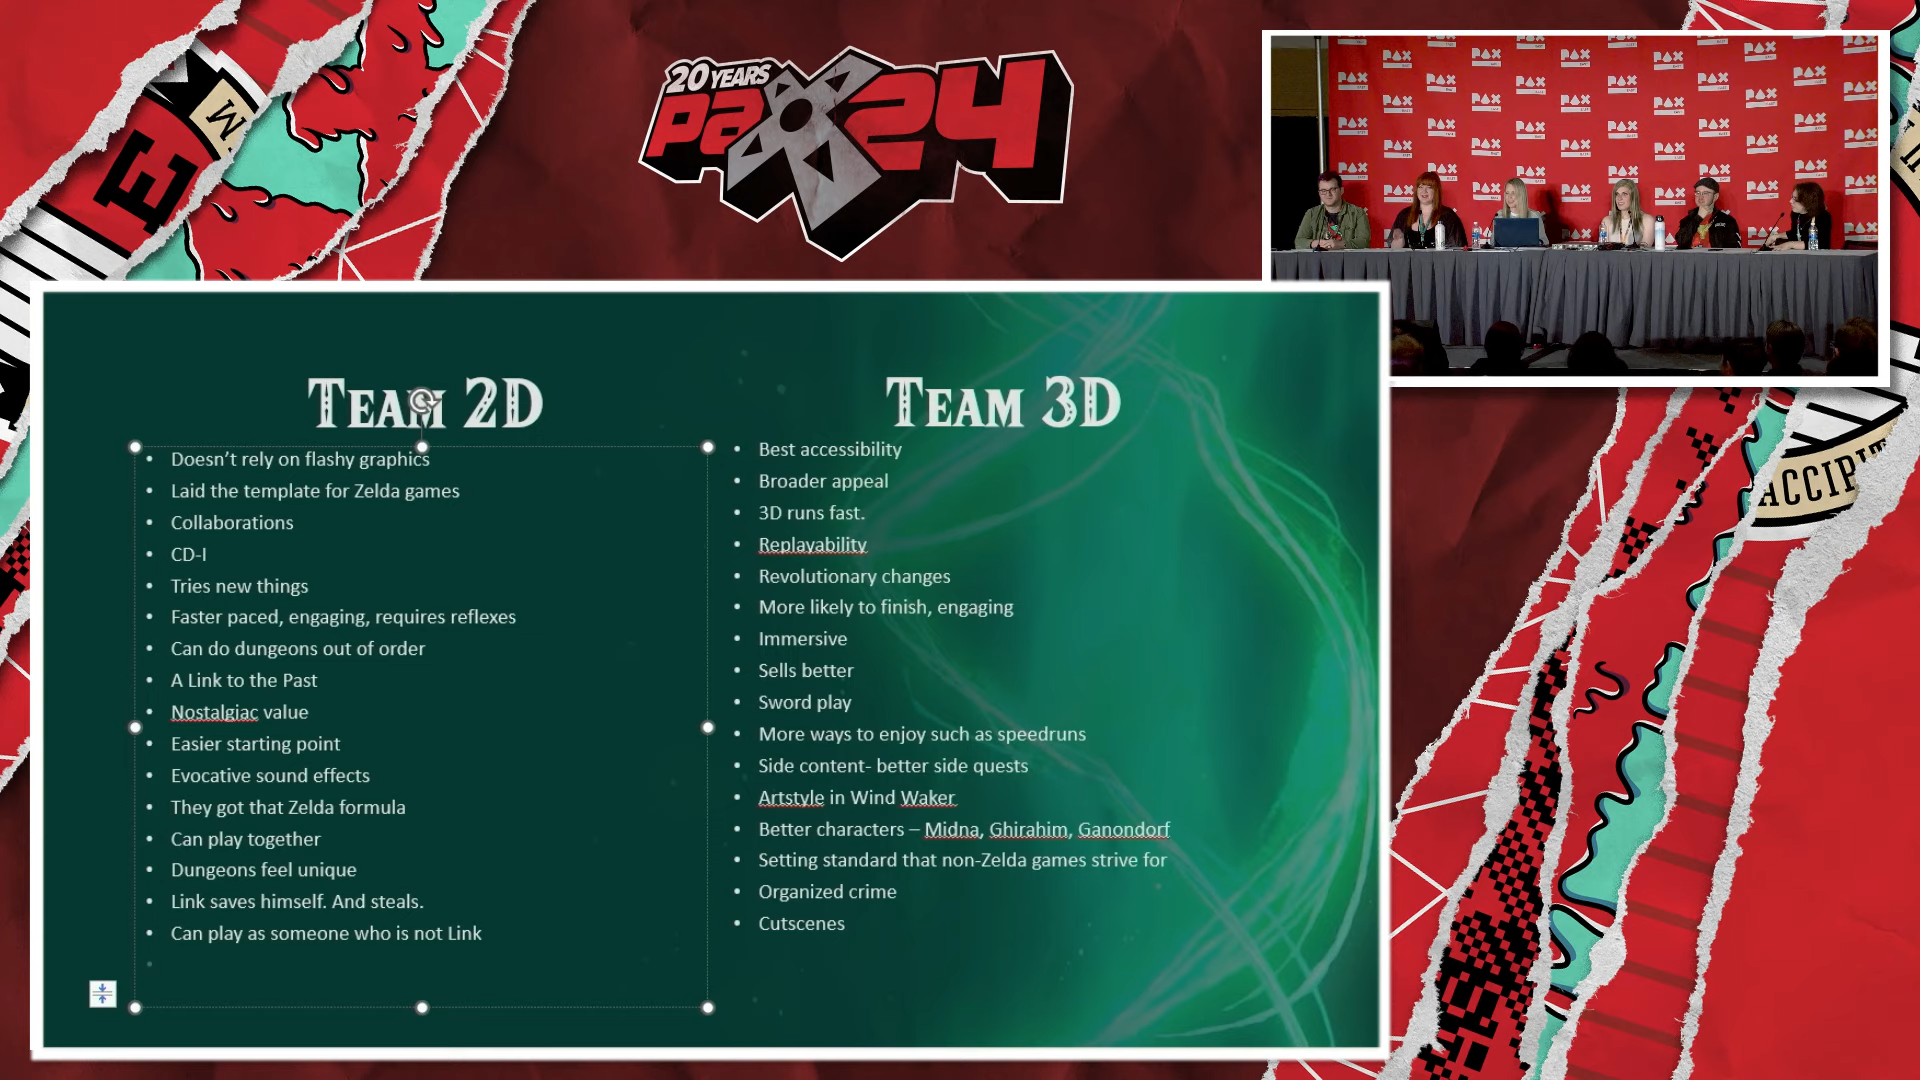 20 YEARS
Pax 24
E
M.
ACCIPIT
PAX
EAST
Team 2D
• Doesn’t rely on flashy graphics
• Laid the template for Zelda games
• Collaborations
• CD-I
• Tries new things
• Faster paced, engaging, requires reflexes
• Can do dungeons out of order
• A Link to the Past
• Nostalgiac value
• Easier starting point
• Evocative sound effects
• They got that Zelda formula
• Can play together
• Dungeons feel unique
• Link saves himself. And steals.
• Can play as someone who is not Link
Team 3D
• Best accessibility
• Broader appeal
• 3D runs fast.
• Replayability
• Revolutionary changes
• More likely to finish, engaging
• Immersive
• Sells better
• Sword play
• More ways to enjoy such as speedruns
• Side content- better side quests
• Artstyle in Wind Waker
• Better characters – Midna, Ghirahim, Ganondorf
• Setting standard that non-Zelda games strive for
• Organized crime
• Cutscenes